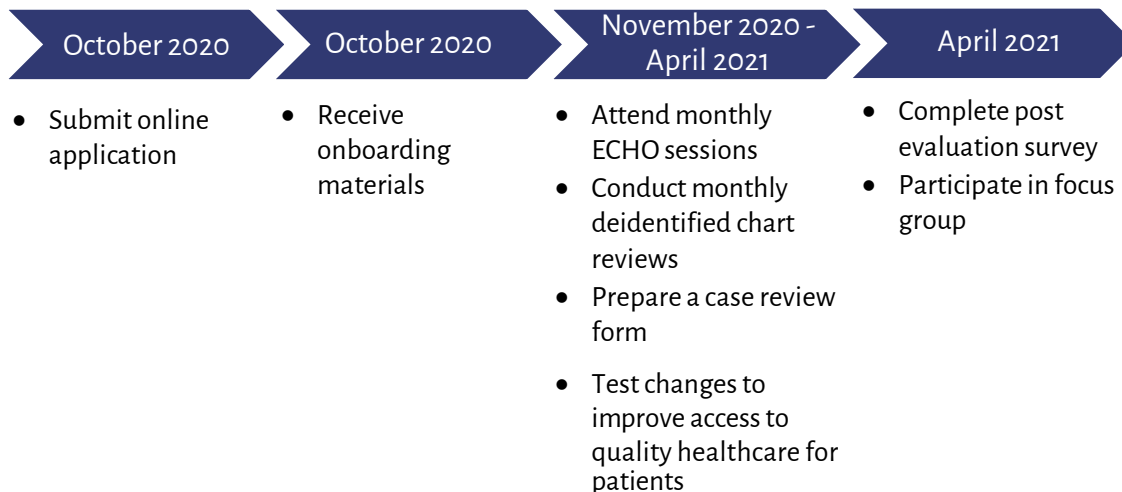 October 2020
• Submit online
application
October 2020
• Receive
onboarding
materials
November 2020 -
April 2021
• Attend monthly
ECHO sessions
• Conduct monthly
deidentified chart
reviews
• Prepare a case review
form
• Test changes to
improve access to
quality healthcare for
patients
April 2021
• Complete post
evaluation survey
• Participate in focus
group